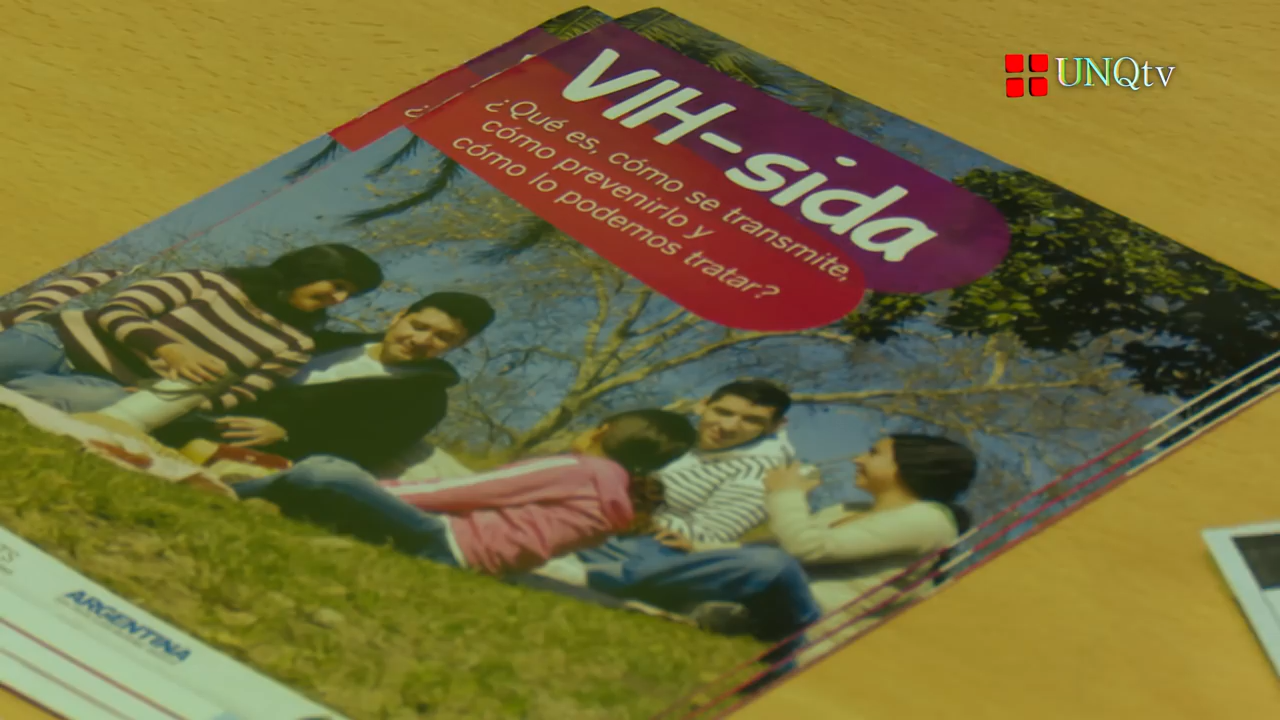 UNQtv
VIH-sida
¿Qué es, cómo se transmite,
cómo prevenirlo y
cómo lo podemos tratar?
ARGENTINA